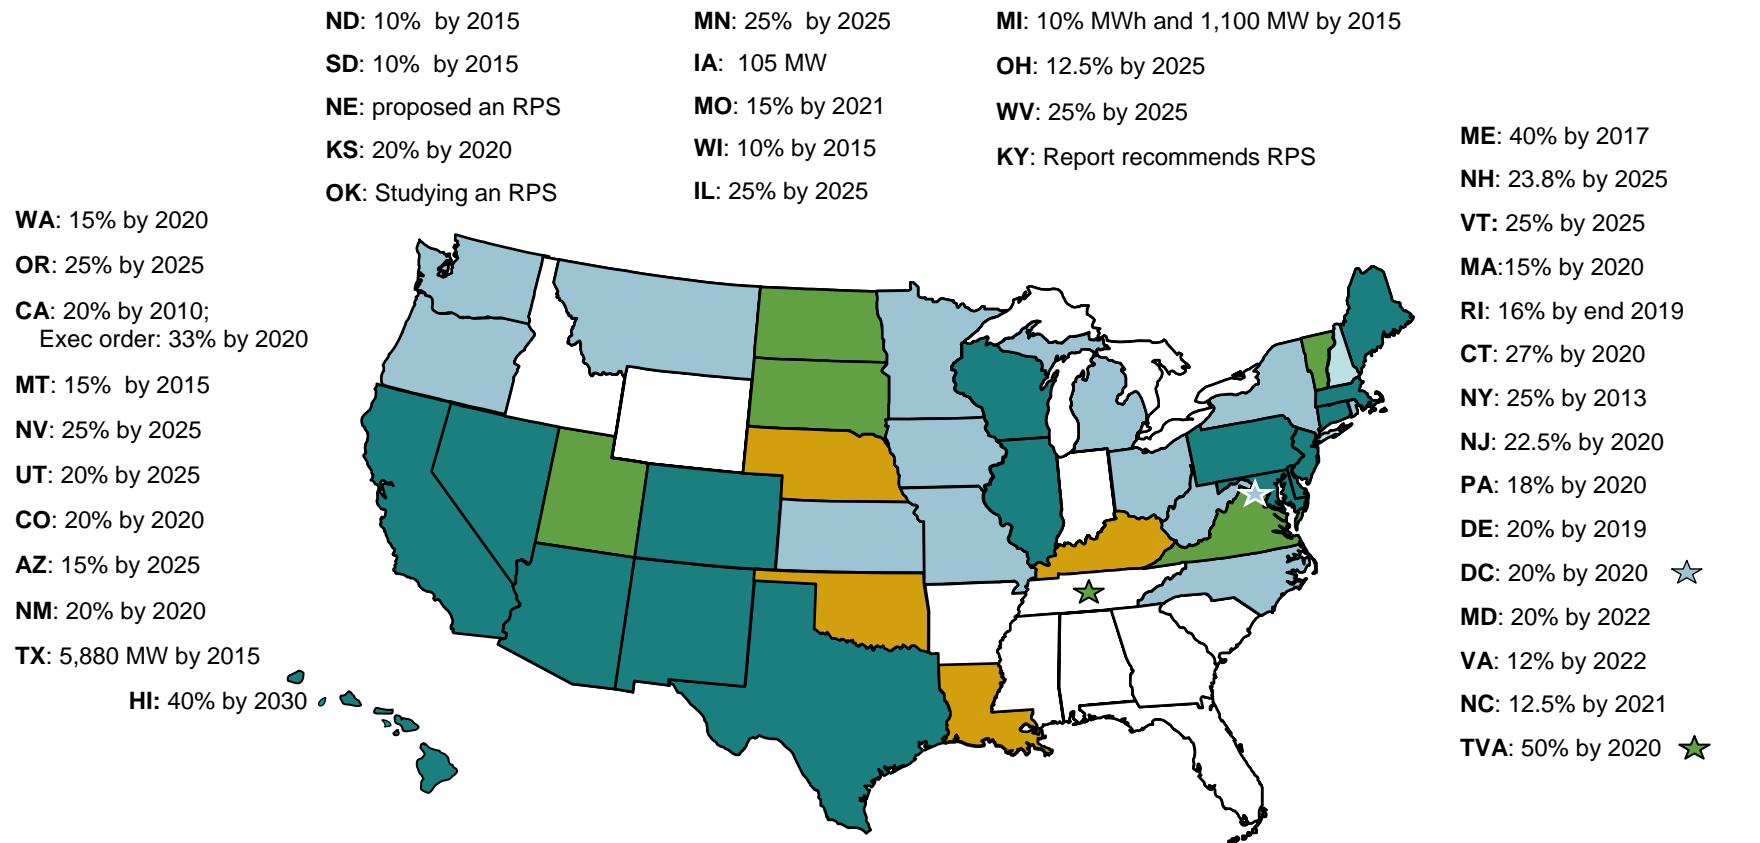 ND: 10%  by 2015
SD: 10%  by 2015
NE: proposed an RPS
KS: 20% by 2020
OK: Studying an RPS
MN: 25%  by 2025
IA:  105 MW
MO: 15% by 2021
WI: 10% by 2015
IL: 25% by 2025
MI: 10% MWh and 1,100 MW by 2015
OH: 12.5% by 2025
WV: 25% by 2025
KY: Report recommends RPS
WA: 15% by 2020
OR: 25% by 2025
CA: 20% by 2010;
Exec order: 33% by 2020
MT: 15%  by 2015
NV: 25% by 2025
UT: 20% by 2025
CO: 20% by 2020
AZ: 15% by 2025
NM: 20% by 2020
TX: 5,880 MW by 2015
HI: 40% by 2030
ME: 40% by 2017
NH: 23.8% by 2025
VT: 25% by 2025
MA:15% by 2020
RI: 16% by end 2019
CT: 27% by 2020
NY: 25% by 2013
NJ: 22.5% by 2020
PA: 18% by 2020
DE: 20% by 2019
DC: 20% by 2020
MD: 20% by 2022
VA: 12% by 2022
NC: 12.5% by 2021
TVA: 50% by 2020